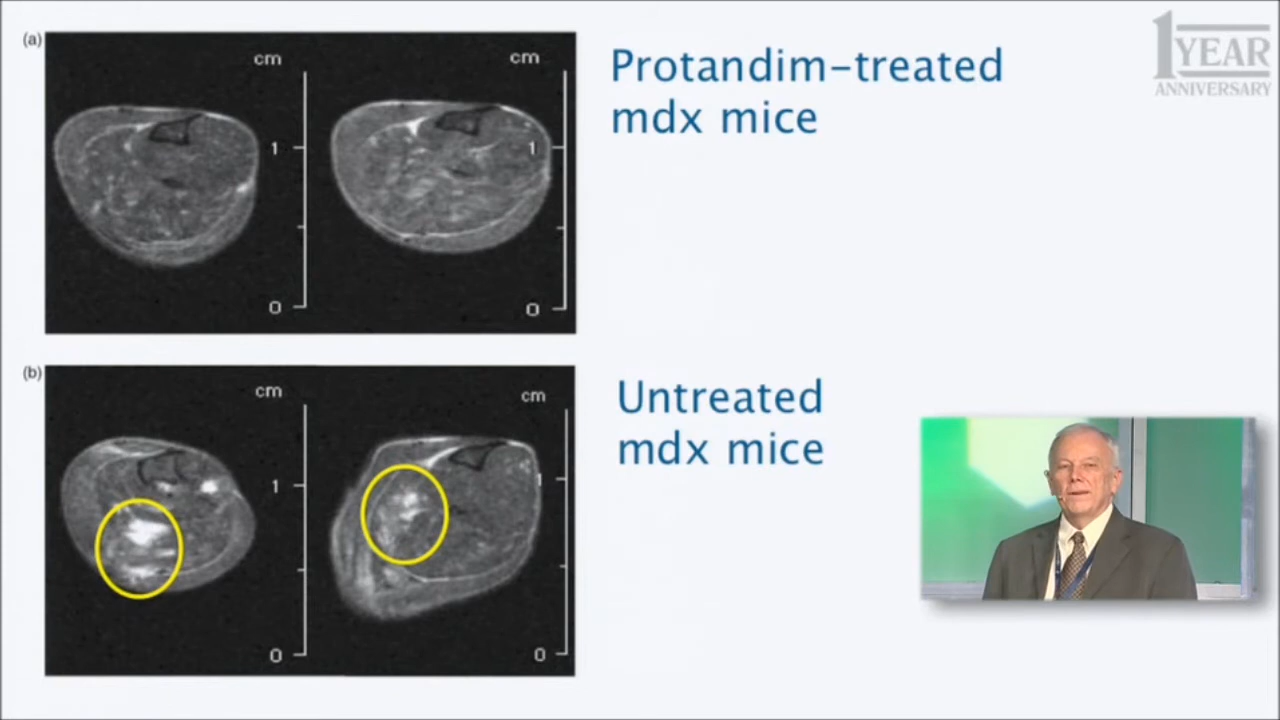 (a)
cm
1
0
cm
1
0
Protandim-treated
mdx mice
1 YEAR
ANNIVERSARY
(b)
cm
1
0
cm
1
0
Untreated
mdx mice